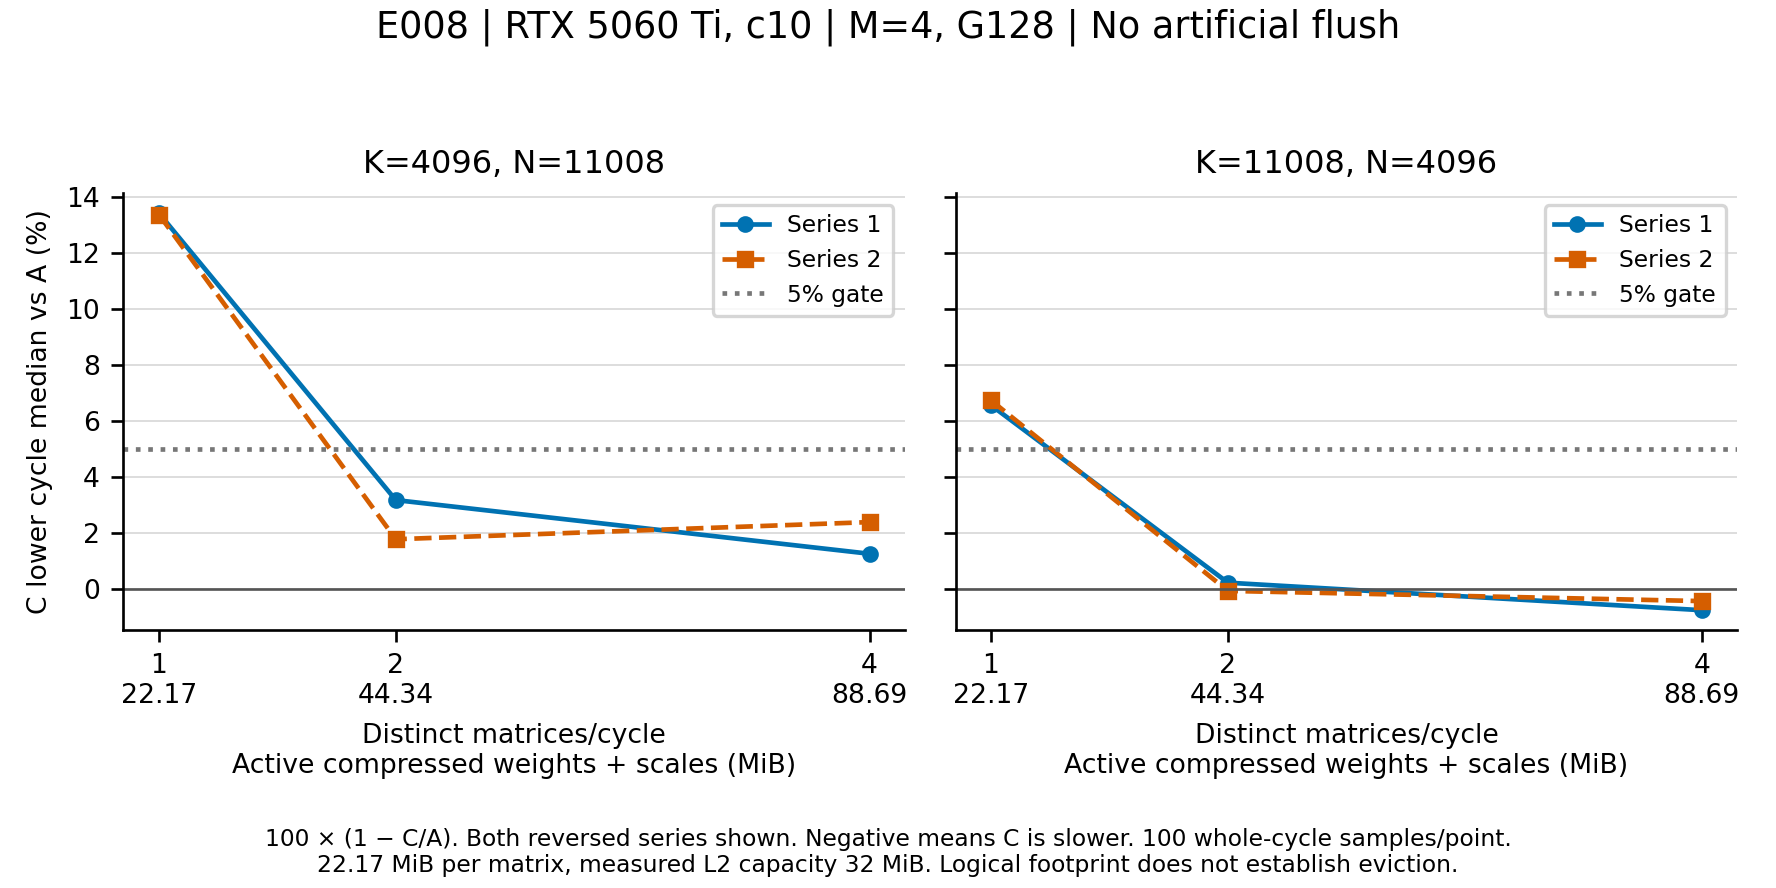 E008 | RTX 5060 Ti, c10 | M=4, G128 | No artificial flush
K=4096, N=11008
C lower cycle median vs A (%)
14
12
10
8
6
4
2
0
Series 1
Series 2
5% gate
1
22.17
2
44.34
4
88.69
Distinct matrices/cycle
Active compressed weights + scales (MiB)
K=11008, N=4096
Series 1
Series 2
5% gate
1
22.17
2
44.34
4
88.69
Distinct matrices/cycle
Active compressed weights + scales (MiB)
100 × (1 − C/A). Both reversed series shown. Negative means C is slower. 100 whole-cycle samples/point.
22.17 MiB per matrix, measured L2 capacity 32 MiB. Logical footprint does not establish eviction.